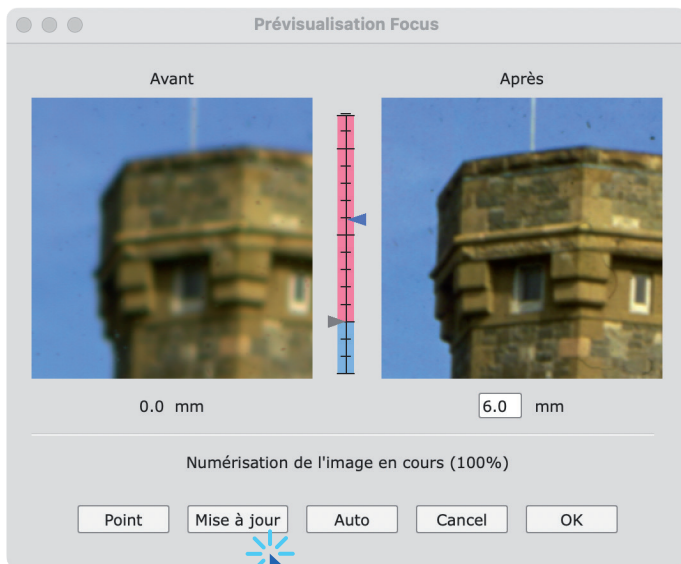 Prévisualisation Focus
Avant Après
0.0 mm 6.0 mm
Numérisation de l'image en cours (100%)
Point Mise à jour Auto Cancel OK